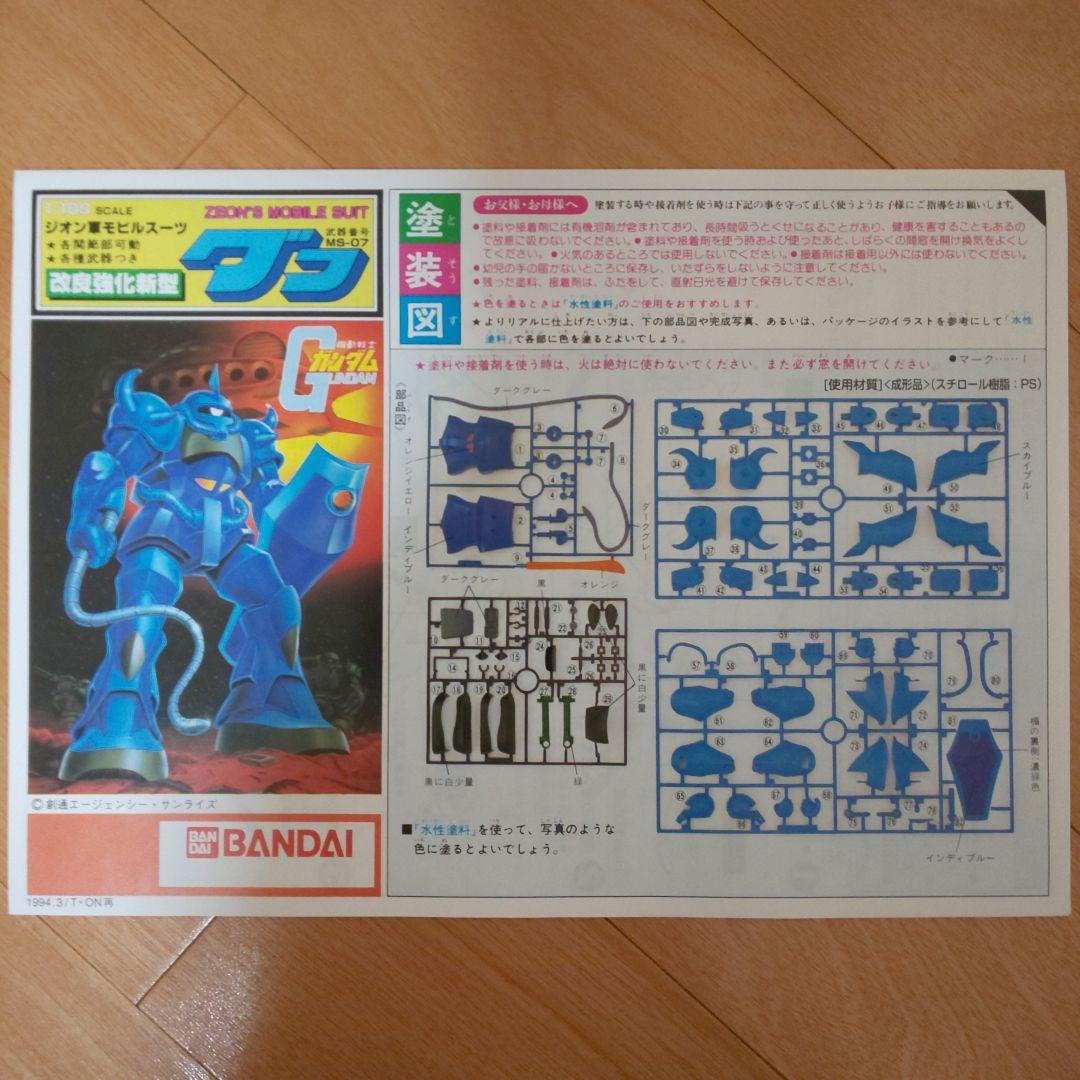 1/100 SCALE
ZEON'S MOBILE SUIT
ジオン軍モビルスーツ
武器番号
MS-07
★各関節部可動
★各種武器つき
改良強化新型
グフ
機動戦士
ガンダム
GUNDAM
©創通エージェンシー・サンライズ
BAN
DAI
BANDAI
1994.3/T・ON再
塗と
装そう
図ず
お父様・お母様へ 塗装する時や接着剤を使う時は下記の事を守って正しく使うようお子様にご指導をお願いします。
●塗料や接着剤には有機溶剤が含まれており、長時間吸うとくせになることがあり、健康を害することもあるの
で故意に吸わないでください。●塗料や接着剤を使う時および使ったあと、しばらくの間窓を開け換気をよくし
てください。●火気のあるところでは使用しないでください。●接着剤は接着用以外には使わないでください。
●幼児の手の届かないところに保存し、いたずらをしないように注意してください。
●残った塗料、接着剤は、ふたをして、直射日光を避けて保存してください。
★色を塗るときは「水性塗料」のご使用をおすすめします。
★よりリアルに仕上げたい方は、下の部品図や完成写真、あるいは、パッケージのイラストを参考にして「水性
塗料」で各部に色を塗るとよいでしょう。
★塗料や接着剤を使う時は、火は絶対に使わないでください。また必ず窓を開けてください。
●マーク……1
[使用材質]<成形品>(スチロール樹脂：PS)
《部品図》
ダークグレー
オレンジイエロー
インディブルー
ダークグレー
オレンジ
スカイブルー
ダークグレー
黒
黒に白少量
黒に白少量
緑
楯の裏側…濃緑色
インディブルー
■「水性塗料」を使って、写真のような
色に塗るとよいでしょう。